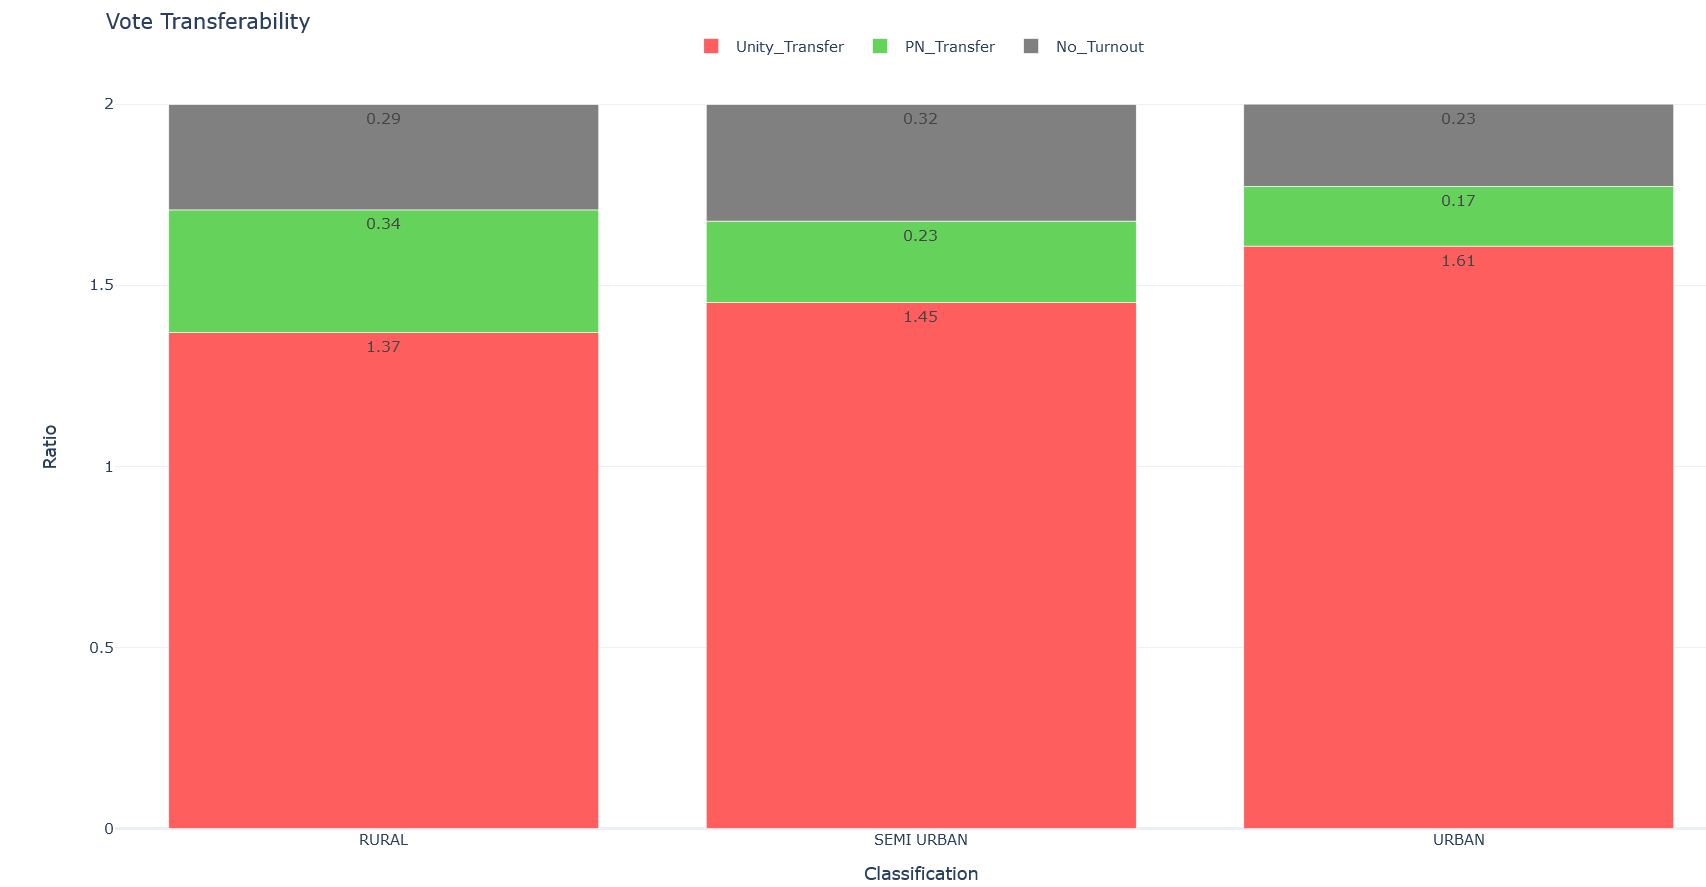 Vote Transferability
Unity_Transfer PN_Transfer No_Turnout
2
0.29 0.32 0.23
0.34 0.23 0.17
1.37 1.45 1.61
1.5
1
0.5
0
Ratio
RURAL SEMI URBAN URBAN
Classification